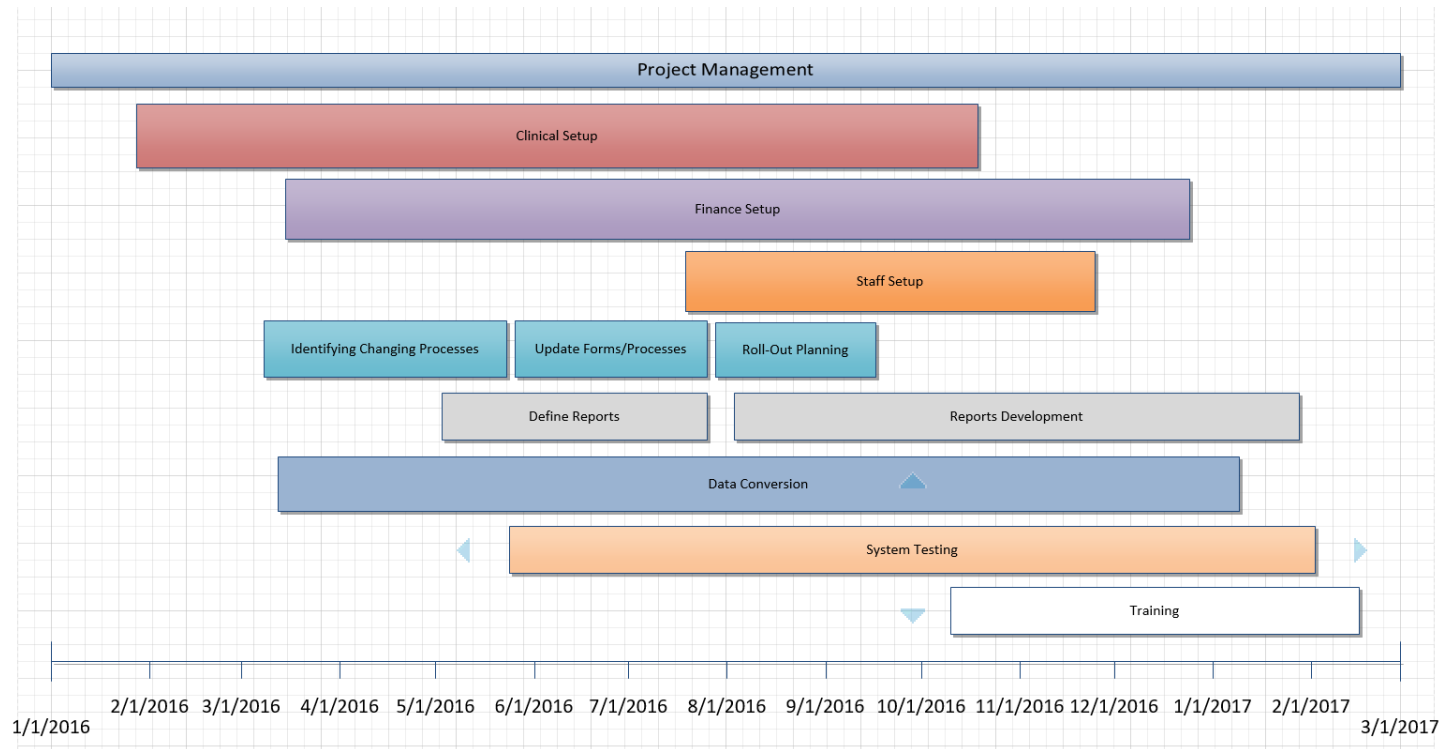 Project Management
Clinical Setup
Finance Setup
Staff Setup
Identifying Changing Processes
Update Forms/Processes
Roll-Out Planning
Define Reports
Reports Development
Data Conversion
System Testing
Training
2/1/2016 3/1/2016 4/1/2016 5/1/2016 6/1/2016 7/1/2016 8/1/2016 9/1/2016 10/1/2016 11/1/2016 12/1/2016 1/1/2017 2/1/2017
1/1/2016 3/1/2017